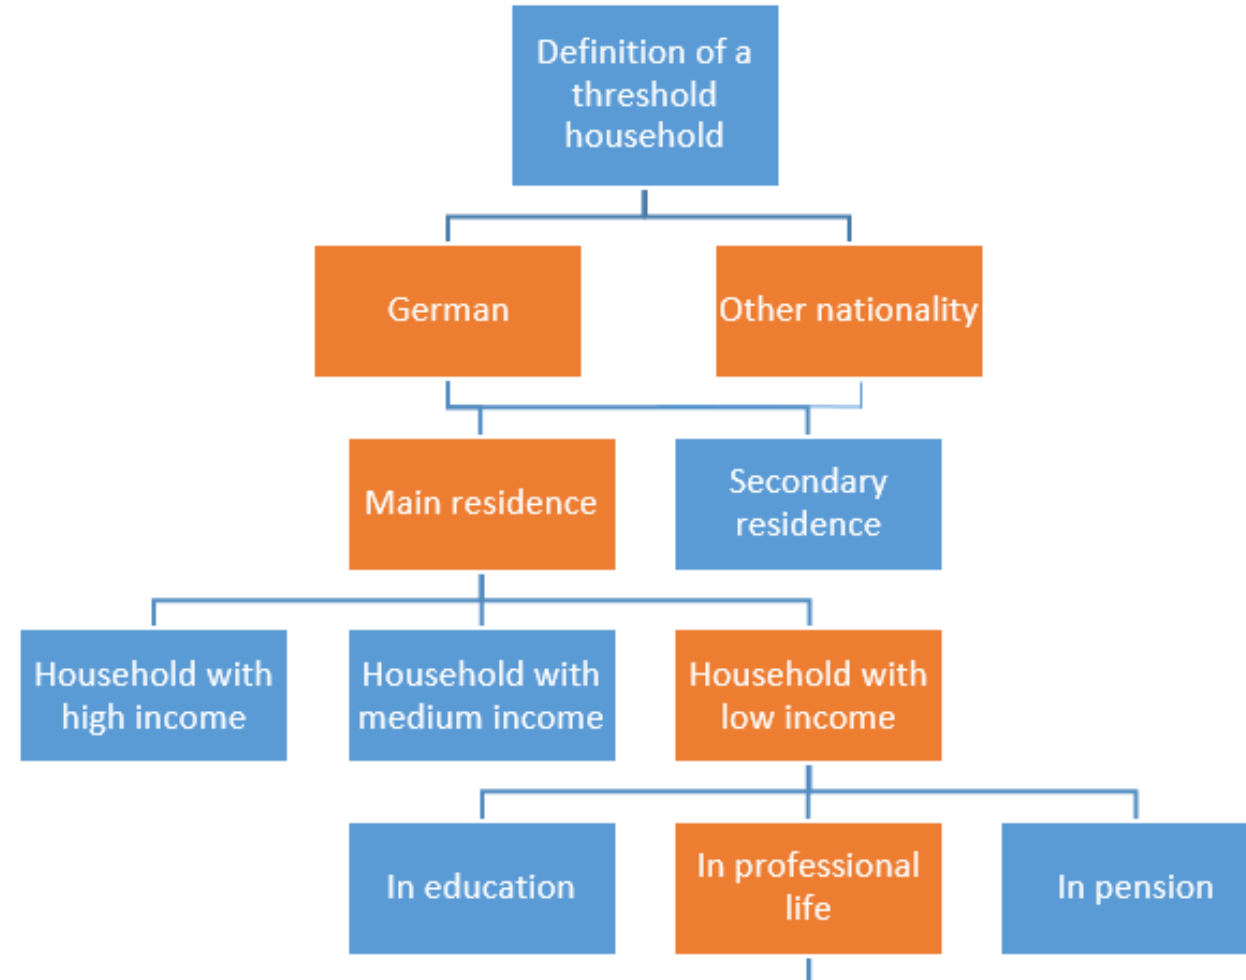 Definition of a
threshold
household
German
Other nationality
Main residence
Secondary
residence
Household with
high income
Household with
medium income
Household with
low income
In education
In professional
life
In pension